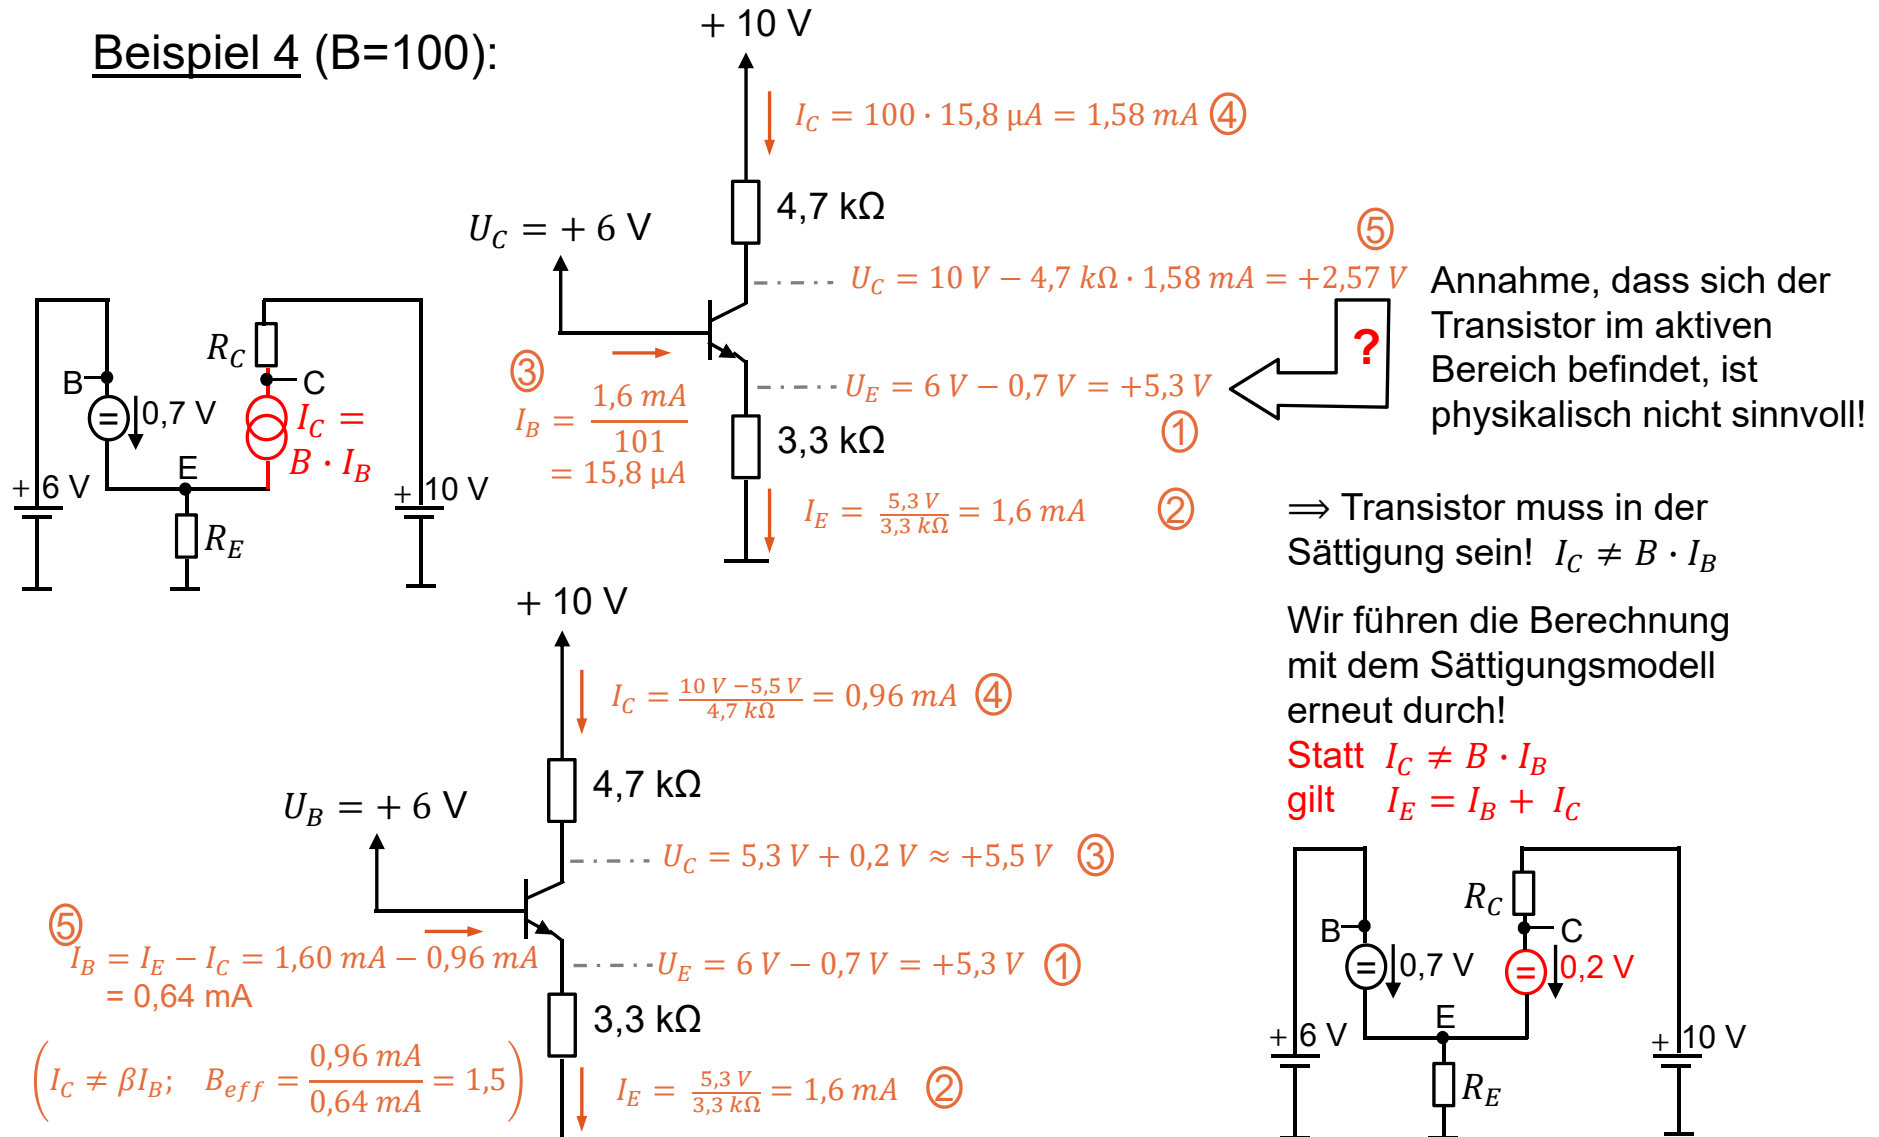 Beispiel 4 (B=100):
+ 10 V
I_C = 100 · 15,8 µA = 1,58 mA ④
4,7 kΩ
U_C = + 6 V
⑤
U_C = 10 V − 4,7 kΩ · 1,58 mA = +2,57 V
③
I_B = 1,6 mA / 101
= 15,8 µA
U_E = 6 V − 0,7 V = +5,3 V
①
3,3 kΩ
I_E = 5,3 V / 3,3 kΩ = 1,6 mA ②
?
Annahme, dass sich der
Transistor im aktiven
Bereich befindet, ist
physikalisch nicht sinnvoll!
R_C
B
C
0,7 V
I_C =
B · I_B
E
+ 6 V
+ 10 V
R_E
⟹ Transistor muss in der
Sättigung sein! I_C ≠ B · I_B
Wir führen die Berechnung
mit dem Sättigungsmodell
erneut durch!
Statt I_C ≠ B · I_B
gilt I_E = I_B + I_C
+ 10 V
I_C = 10 V −5,5 V / 4,7 kΩ = 0,96 mA ④
4,7 kΩ
U_B = + 6 V
U_C = 5,3 V + 0,2 V ≈ +5,5 V ③
⑤
I_B = I_E − I_C = 1,60 mA − 0,96 mA
= 0,64 mA
U_E = 6 V − 0,7 V = +5,3 V ①
3,3 kΩ
(I_C ≠ βI_B; B_eff = 0,96 mA / 0,64 mA = 1,5)
I_E = 5,3 V / 3,3 kΩ = 1,6 mA ②
R_C
B
C
0,7 V
0,2 V
E
+ 6 V
+ 10 V
R_E